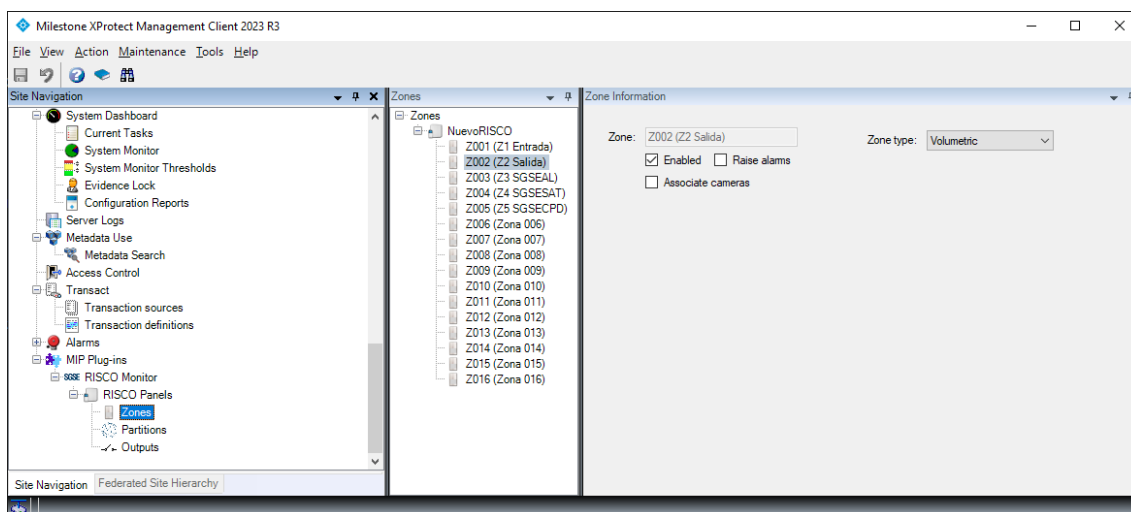 Milestone XProtect Management Client 2023 R3
File View Action Maintenance Tools Help
Site Navigation
System Dashboard
Current Tasks
System Monitor
System Monitor Thresholds
Evidence Lock
Configuration Reports
Server Logs
Metadata Use
Metadata Search
Access Control
Transact
Transaction sources
Transaction definitions
Alarms
MIP Plug-ins
SGSE RISCO Monitor
RISCO Panels
Zones
Partitions
Outputs
Site Navigation Federated Site Hierarchy
Zones
Zones
NuevoRISCO
Z001 (Z1 Entrada)
Z002 (Z2 Salida)
Z003 (Z3 SGSEAL)
Z004 (Z4 SGSESAT)
Z005 (Z5 SGSECPD)
Z006 (Zona 006)
Z007 (Zona 007)
Z008 (Zona 008)
Z009 (Zona 009)
Z010 (Zona 010)
Z011 (Zona 011)
Z012 (Zona 012)
Z013 (Zona 013)
Z014 (Zona 014)
Z015 (Zona 015)
Z016 (Zona 016)
Zone Information
Zone: Z002 (Z2 Salida) Zone type: Volumetric
Enabled Raise alarms
Associate cameras